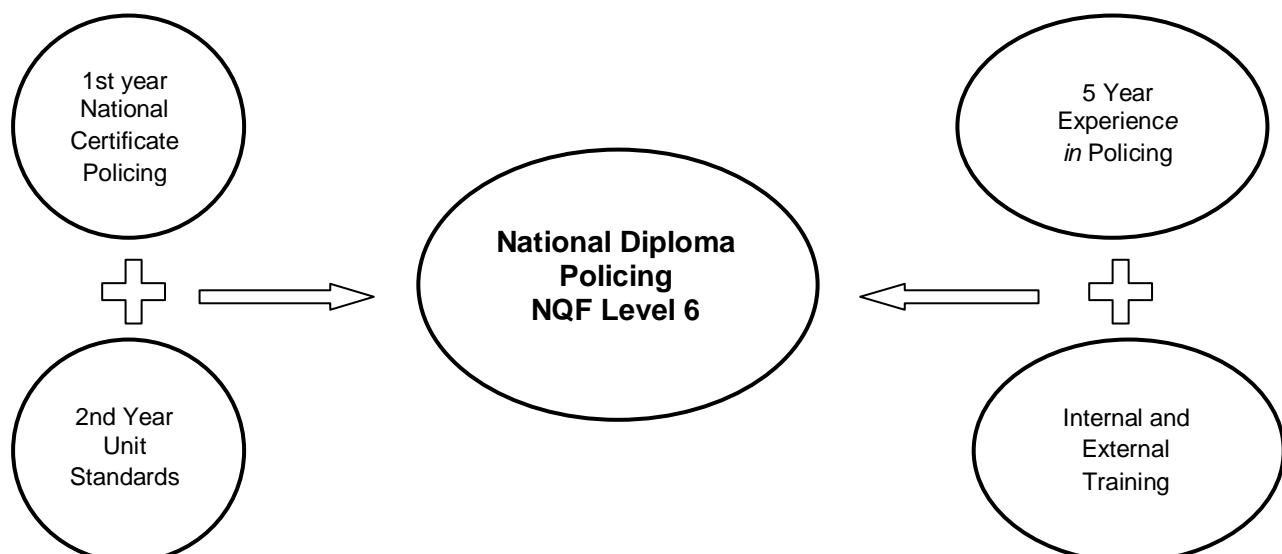 1st year
National
Certificate
Policing
2nd Year
Unit
Standards
National Diploma
Policing
NQF Level 6
5 Year
Experience
in Policing
Internal and
External
Training